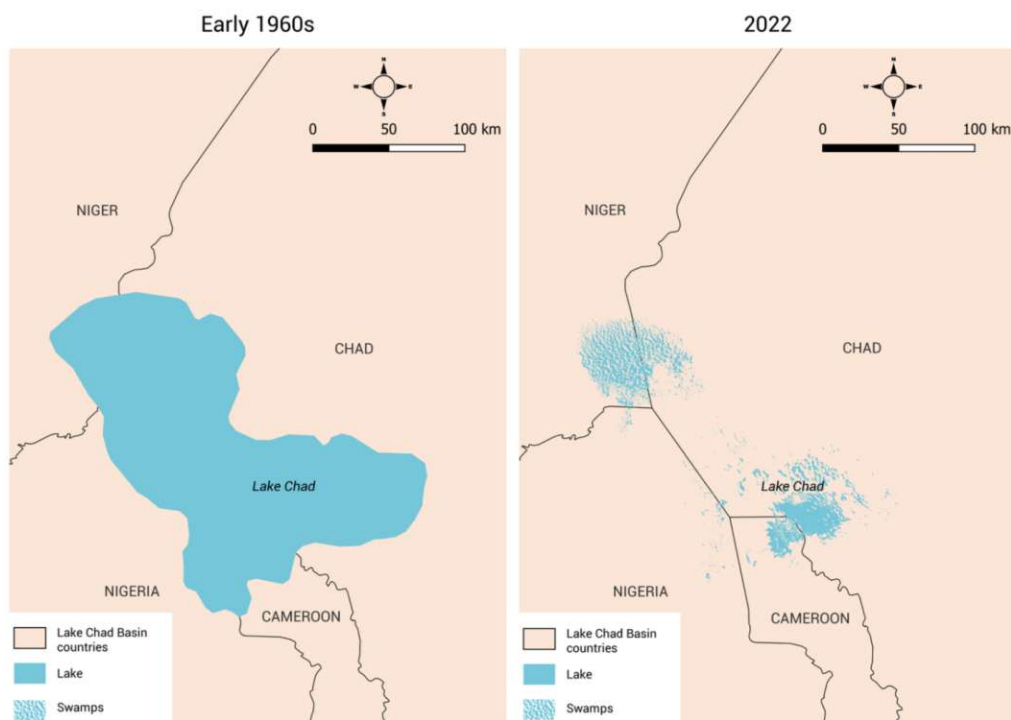 Early 1960s
N
W
E
S
0 50 100 km
NIGER
CHAD
Lake Chad
NIGERIA
CAMEROON
Lake Chad Basin
countries
Lake
Swamps
2022
N
W
E
S
0 50 100 km
NIGER
CHAD
Lake Chad
NIGERIA
CAMEROON
Lake Chad Basin
countries
Lake
Swamps